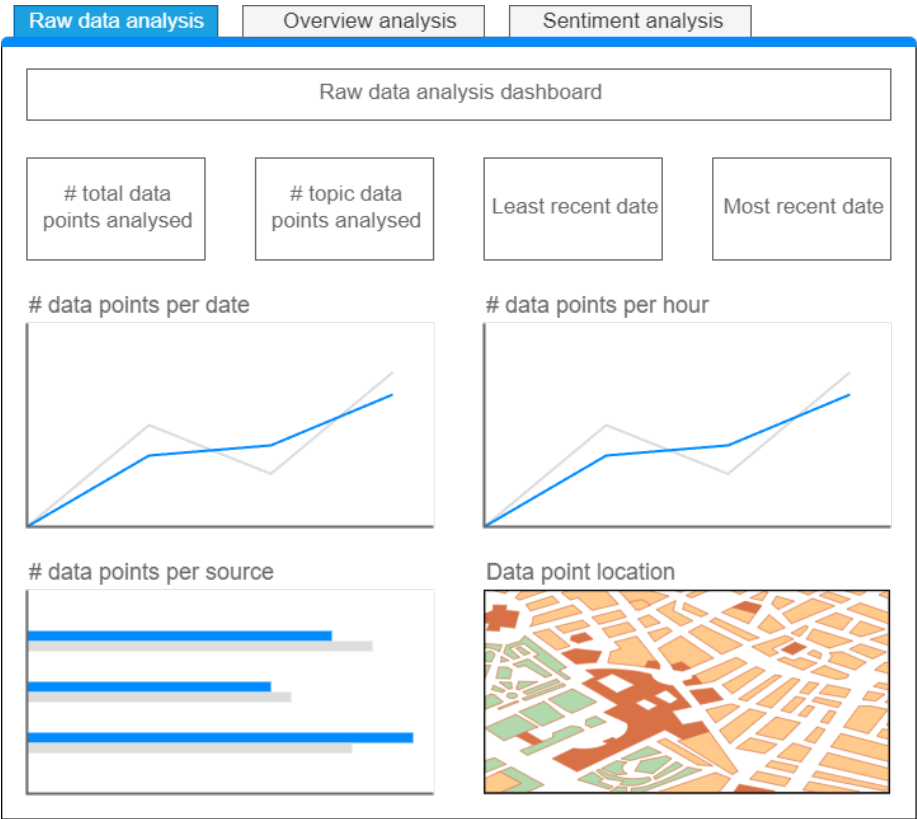 Raw data analysis
Overview analysis
Sentiment analysis
Raw data analysis dashboard
# total data
points analysed
# topic data
points analysed
Least recent date
Most recent date
# data points per date
# data points per hour
# data points per source
Data point location